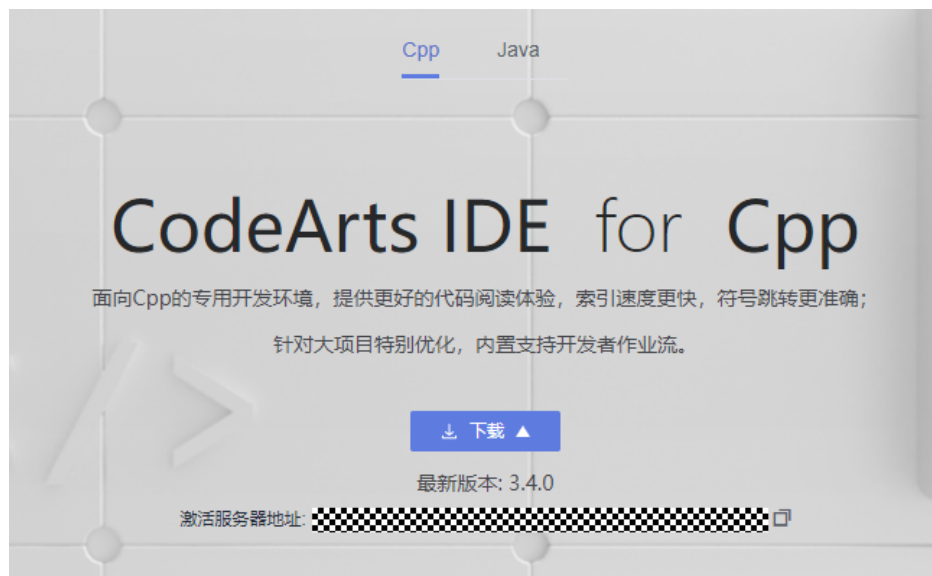 Cpp Java
CodeArts IDE for Cpp
面向Cpp的专用开发环境，提供更好的代码阅读体验，索引速度更快，符号跳转更准确；
针对大项目特别优化，内置支持开发者作业流。
下载
最新版本: 3.4.0
激活服务器地址: